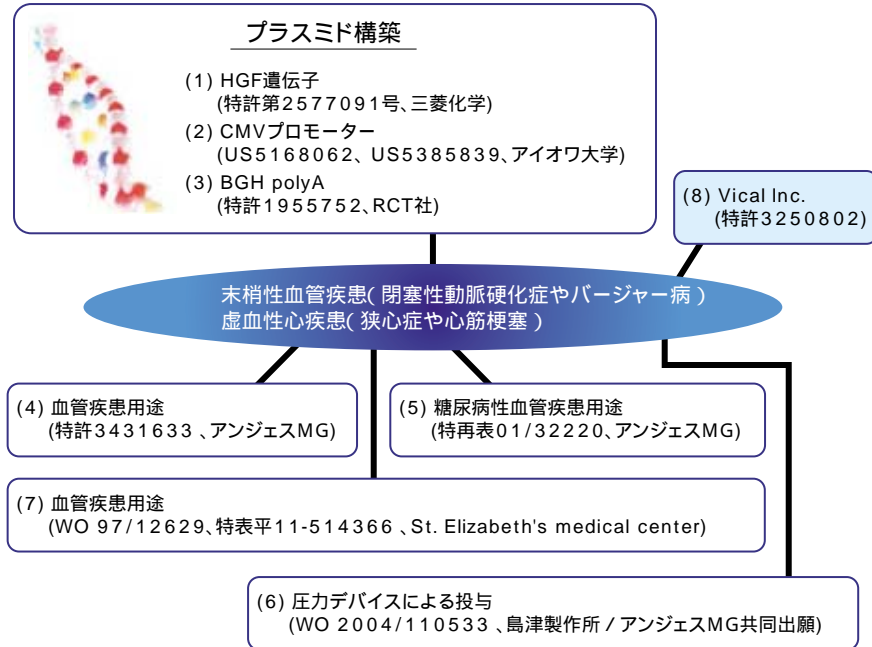 プラスミド構築
(1) HGF遺伝子
(特許第2577091号、三菱化学)
(2) CMVプロモーター
(US5168062、US5385839、アイオワ大学)
(3) BGH polyA
(特許1955752、RCT社)
(8) Vical Inc.
(特許3250802)
末梢性血管疾患(閉塞性動脈硬化症やバージャー病)
虚血性心疾患(狭心症や心筋梗塞)
(4) 血管疾患用途
(特許3431633、アンジェスMG)
(5) 糖尿病性血管疾患用途
(特再表01/32220、アンジェスMG)
(7) 血管疾患用途
(WO 97/12629、特表平11-514366、St. Elizabeth's medical center)
(6) 圧力デバイスによる投与
(WO 2004/110533、島津製作所/アンジェスMG共同出願)